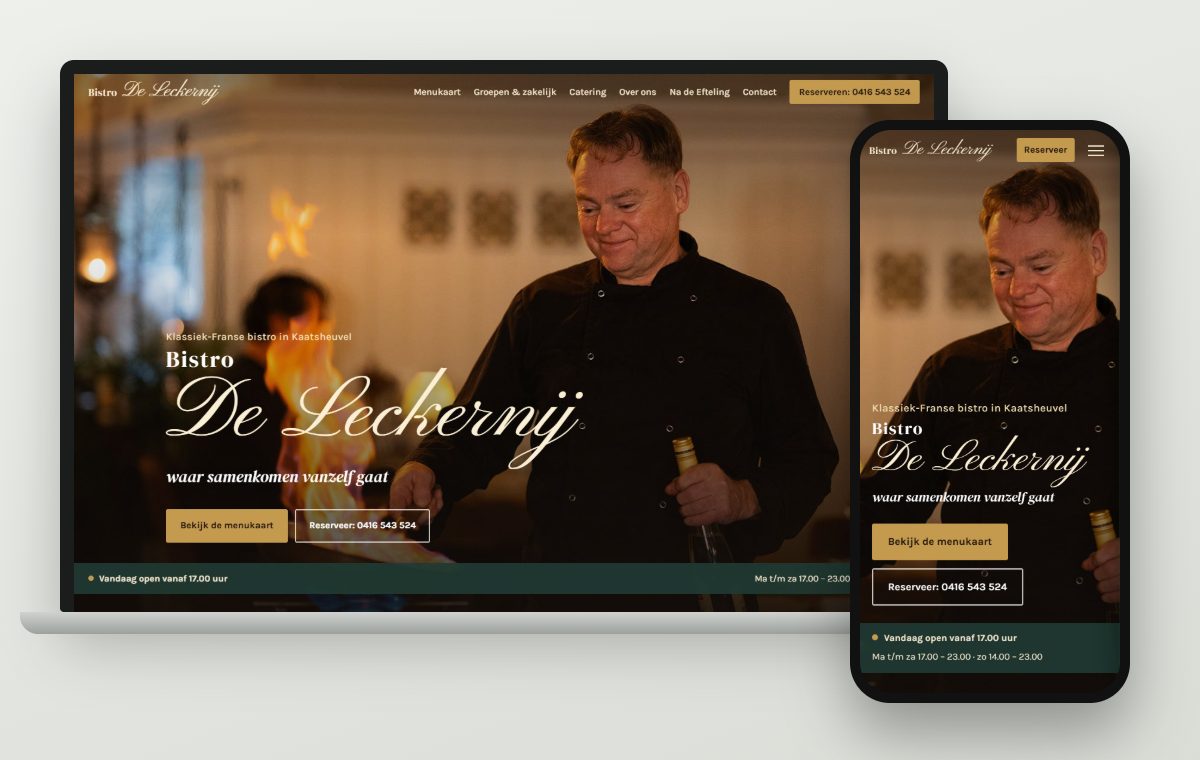 Bistro De Leckernij
Menukaart Groepen & zakelijk Catering Over ons Na de Efteling Contact Reserveren: 0416 543 524
Klassiek-Franse bistro in Kaatsheuvel
Bistro
De Leckernij
waar samenkomen vanzelf gaat
Bekijk de menukaart Reserveer: 0416 543 524
Vandaag open vanaf 17.00 uur Ma t/m za 17.00 – 23.00
Bistro De Leckernij Reserveer
Klassiek-Franse bistro in Kaatsheuvel
Bistro
De Leckernij
waar samenkomen vanzelf gaat
Bekijk de menukaart
Reserveer: 0416 543 524
Vandaag open vanaf 17.00 uur
Ma t/m za 17.00 – 23.00 · zo 14.00 – 23.00